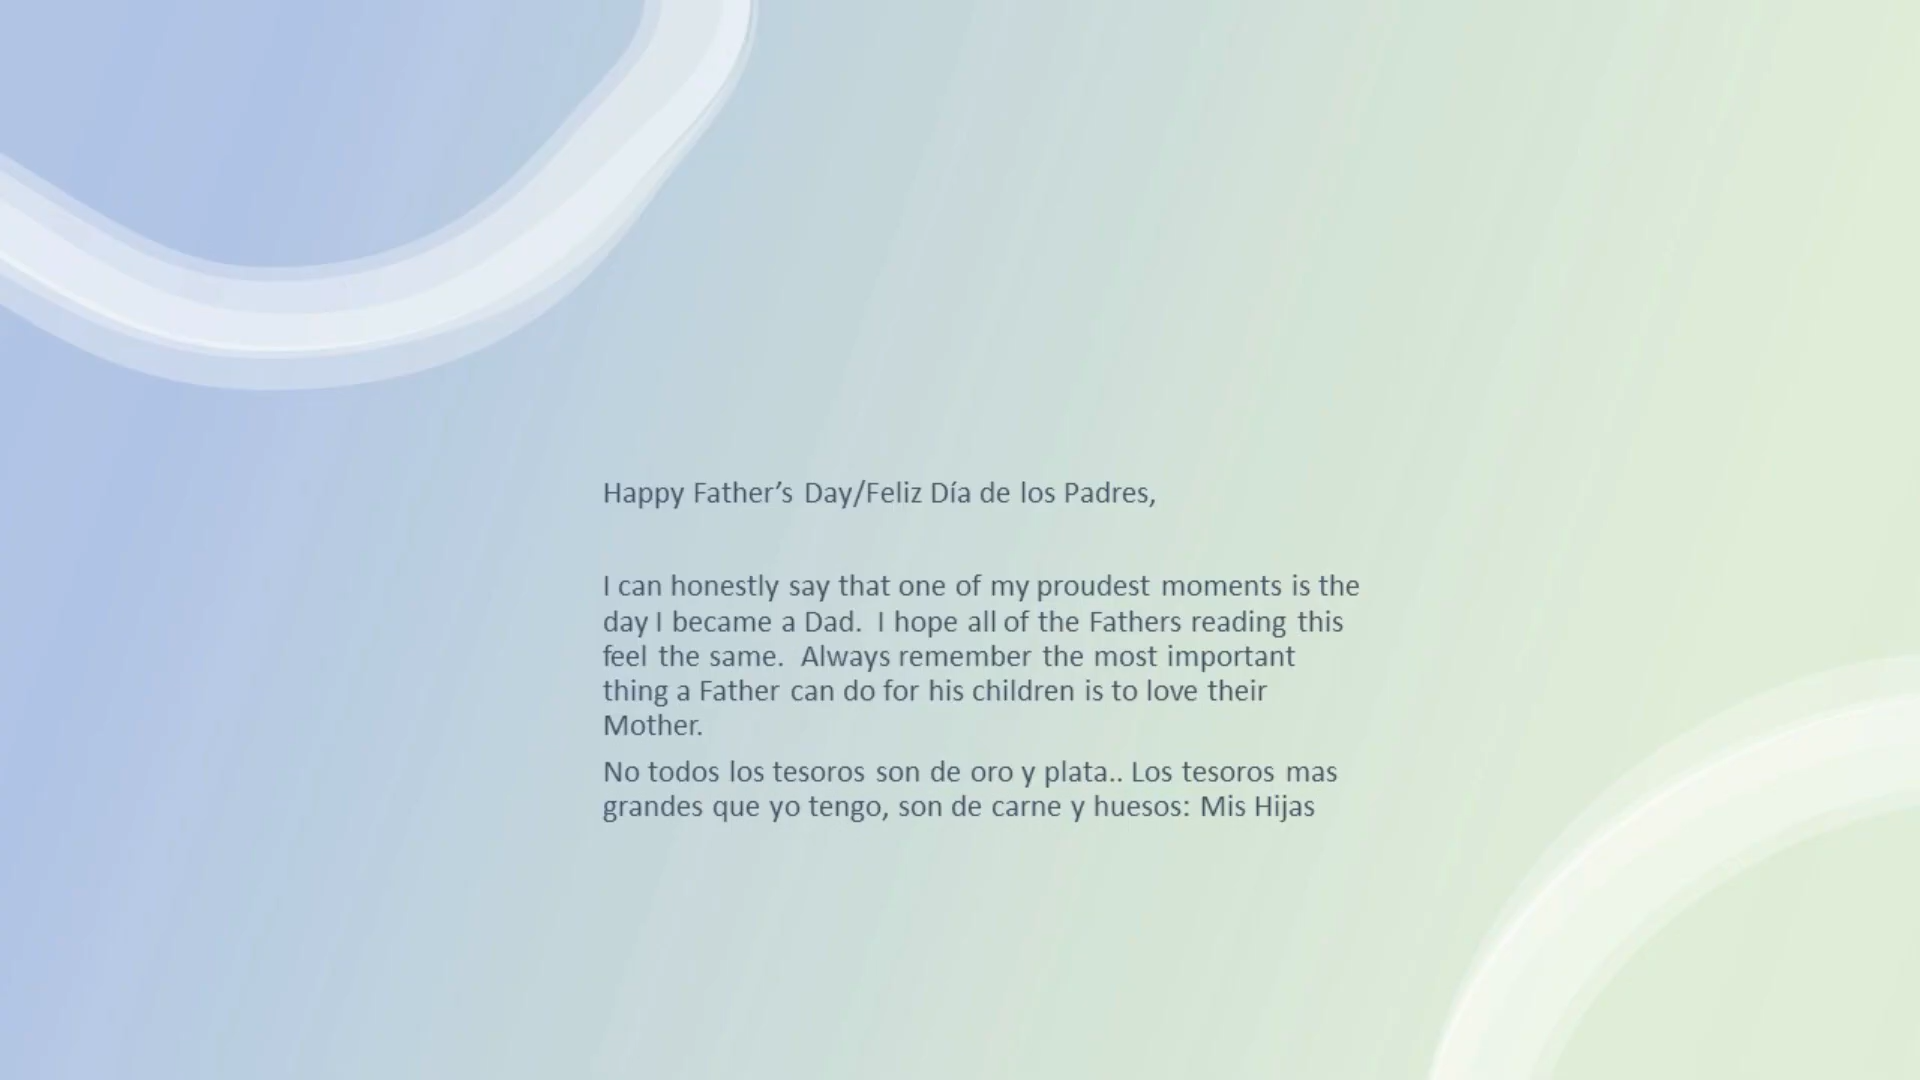 Happy Father’s Day/Feliz Día de los Padres,
I can honestly say that one of my proudest moments is the
day I became a Dad.  I hope all of the Fathers reading this
feel the same.  Always remember the most important
thing a Father can do for his children is to love their
Mother.
No todos los tesoros son de oro y plata.. Los tesoros mas
grandes que yo tengo, son de carne y huesos: Mis Hijas